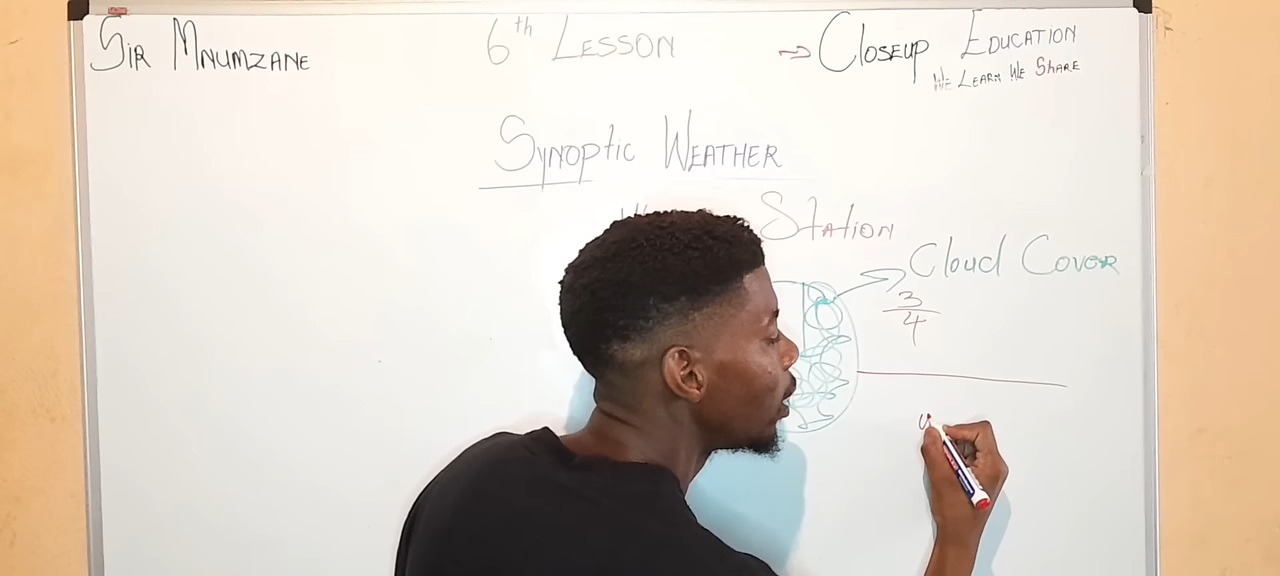 Sir Mnumzane
6th Lesson
→ Closeup Education
We Learn We Share
Synoptic Weather
Station
Cloud Cover
3
4